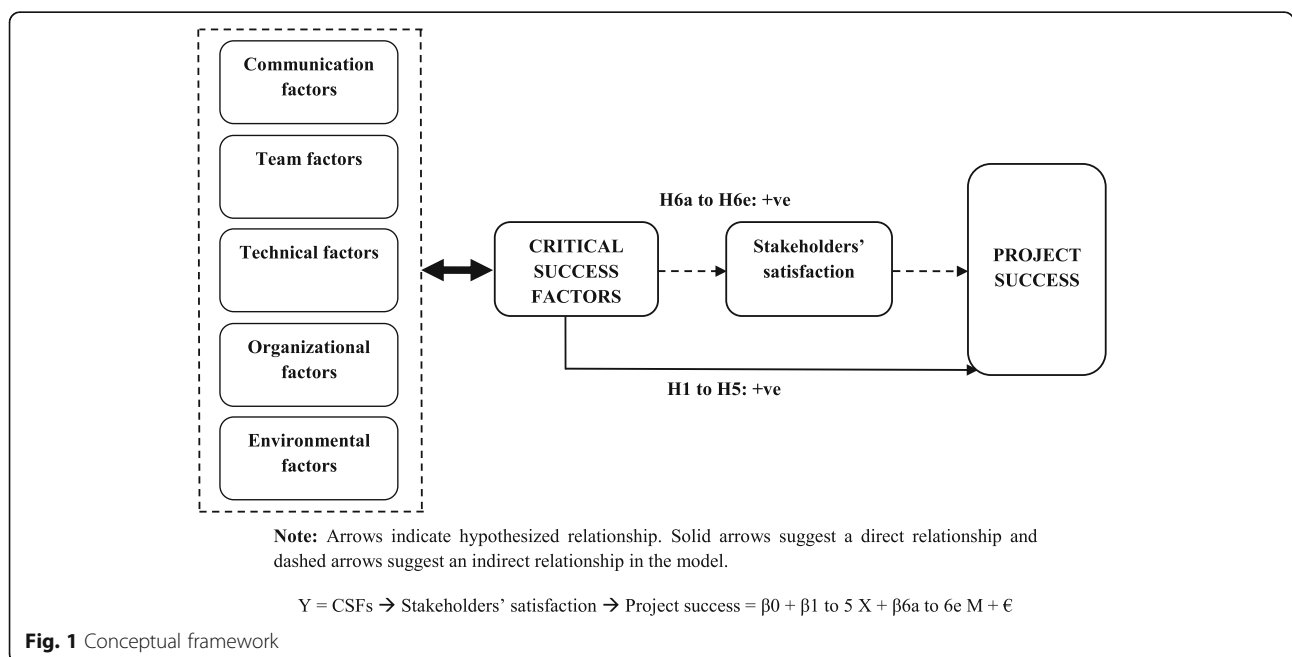 Communication
factors
Team factors
Technical factors
Organizational
factors
Environmental
factors
CRITICAL
SUCCESS
FACTORS
H6a to H6e: +ve
Stakeholders’
satisfaction
H1 to H5: +ve
PROJECT
SUCCESS
Note: Arrows indicate hypothesized relationship. Solid arrows suggest a direct relationship and
dashed arrows suggest an indirect relationship in the model.
Y = CSFs → Stakeholders’ satisfaction → Project success = β0 + β1 to 5 X + β6a to 6e M + €
Fig. 1 Conceptual framework